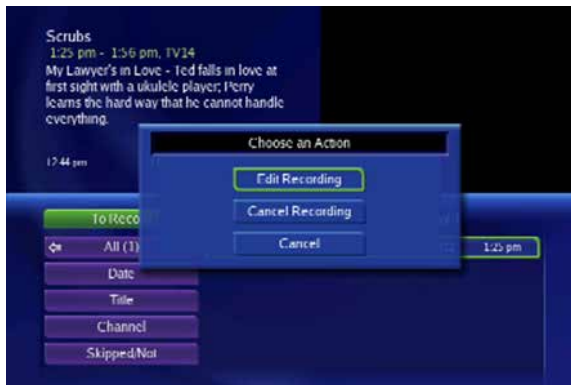 Scrubs
1:25 pm - 1:56 pm, TV14
My Lawyer's in Love - Ted falls in love at
first sight with a ukulele player; Perry
learns the hard way that he cannot handle
everything.
12:44 pm
Choose an Action
Edit Recording
Cancel Recording
Cancel
To Reco
All (1)
1:25 pm
Date
Title
Channel
Skipped/Not